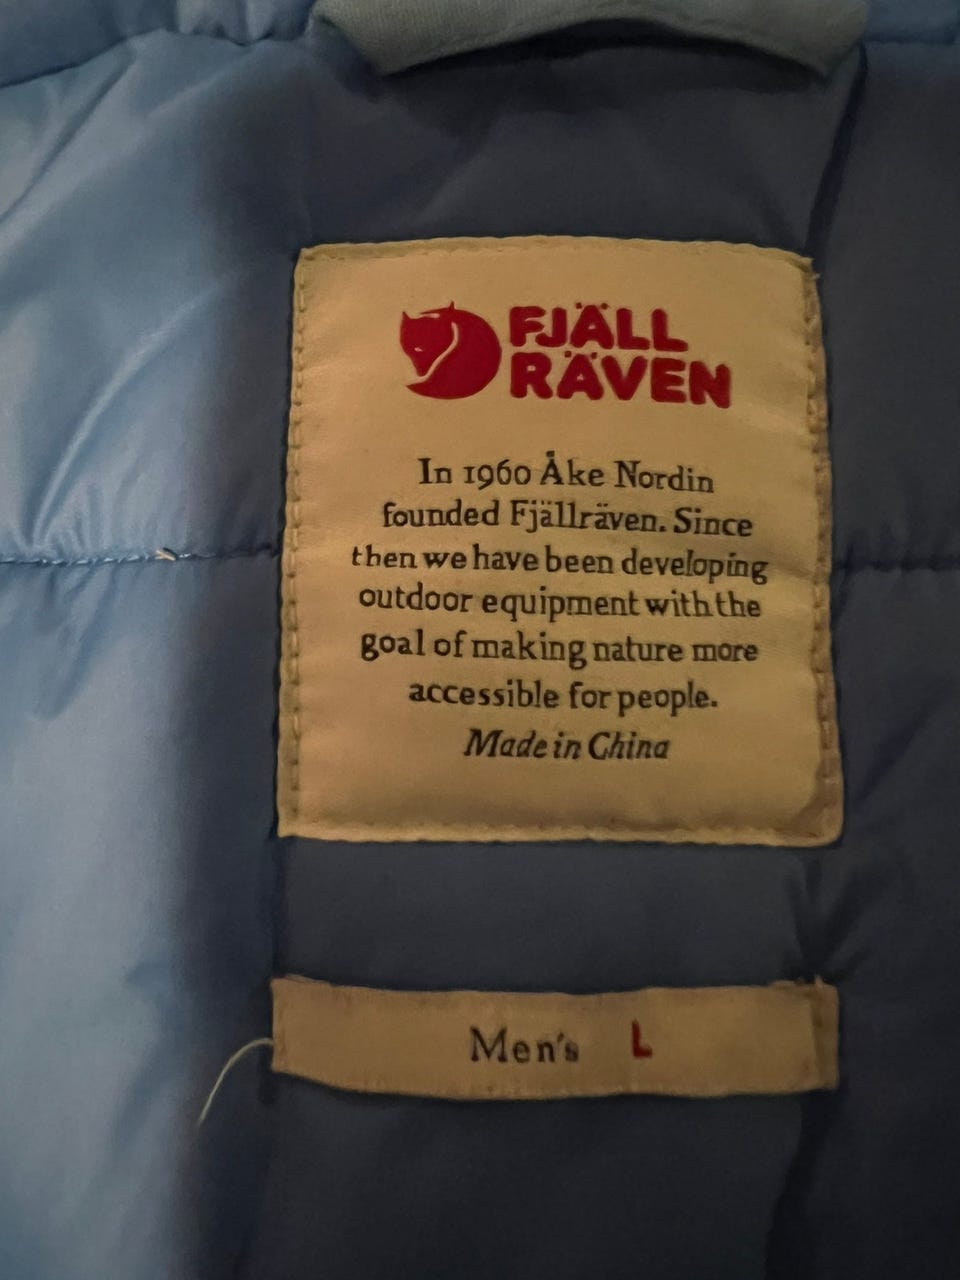 FJÄLL
RÄVEN
In 1960 Åke Nordin
founded Fjällräven. Since
then we have been developing
outdoor equipment with the
goal of making nature more
accessible for people.
Made in China
Men's L